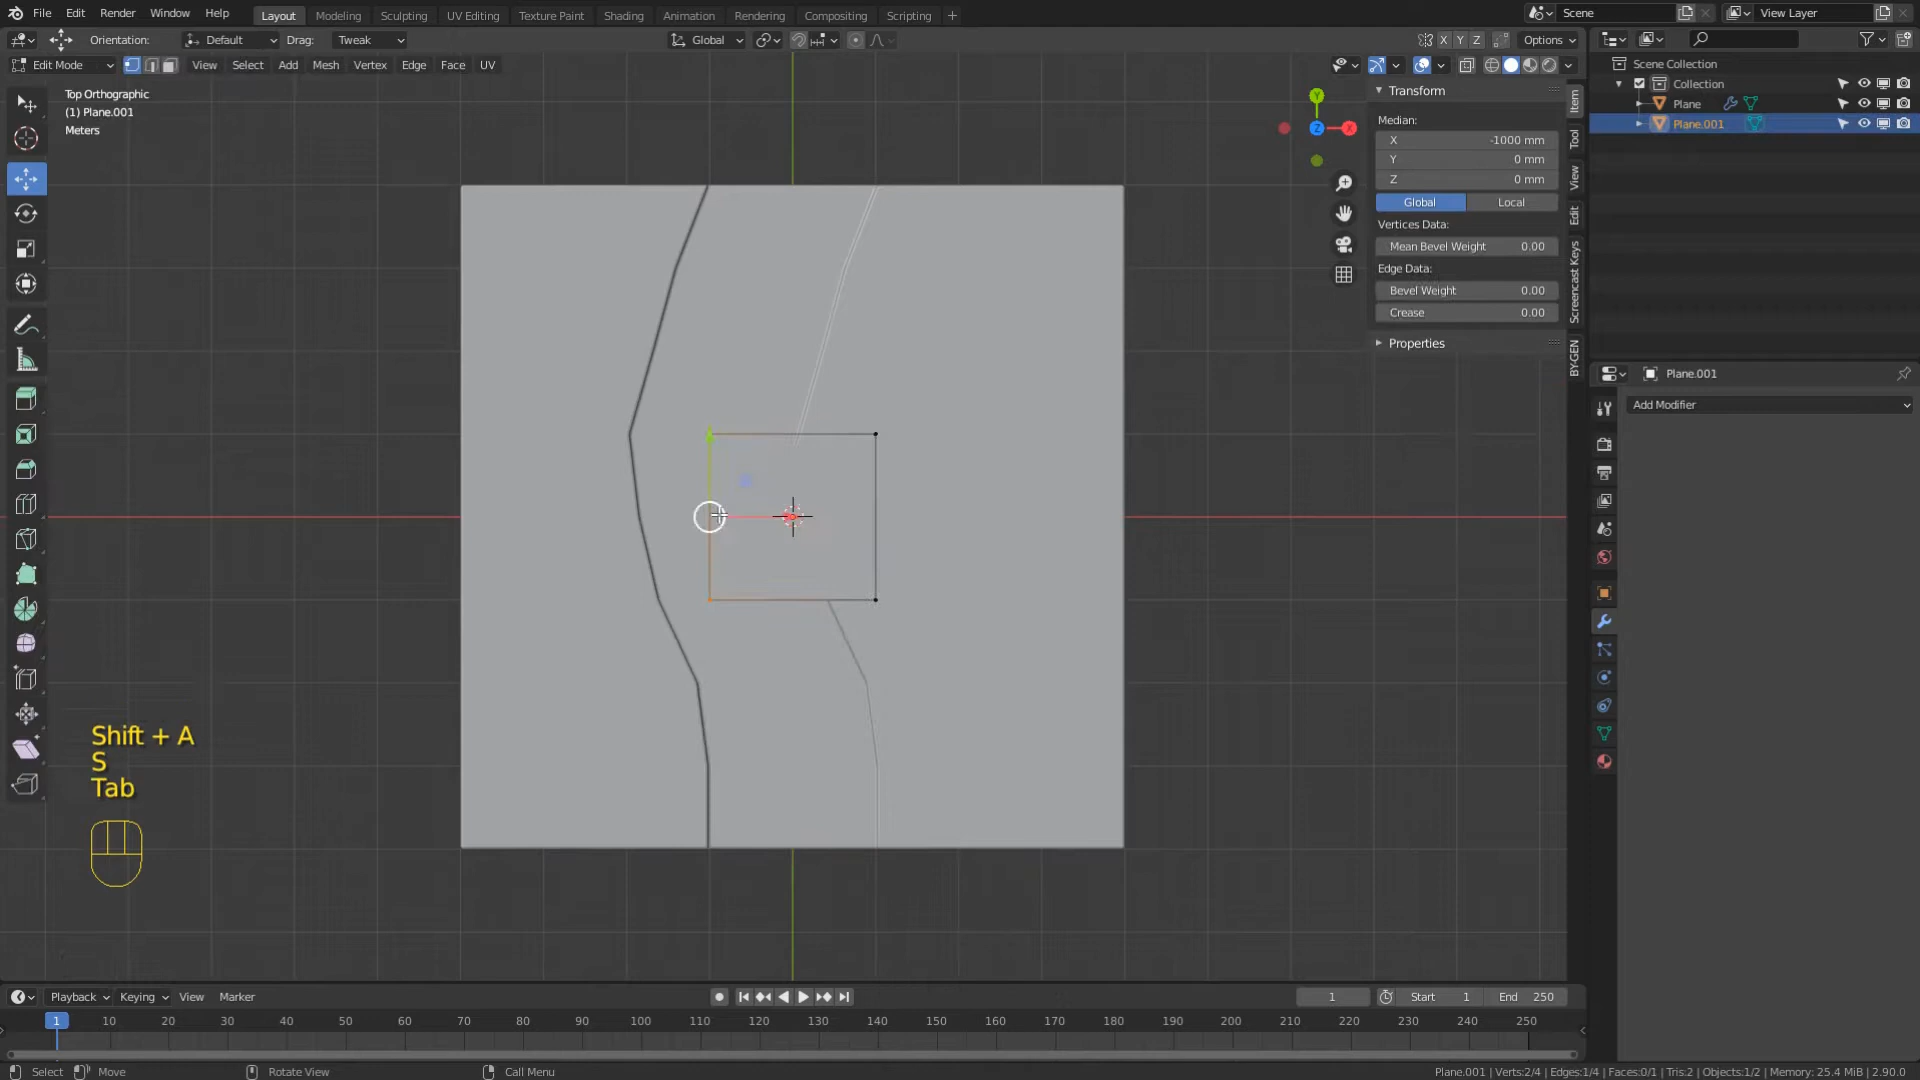 File Edit Render Window Help Layout Modeling Sculpting UV Editing Texture Paint Shading Animation Rendering Compositing Scripting + Scene View Layer
Orientation: Default Drag: Tweak Global X Y Z Options
Edit Mode View Select Add Mesh Vertex Edge Face UV
Top Orthographic
(1) Plane.001
Meters
Y
Z
X
Transform
Median:
X -1000 mm
Y 0 mm
Z 0 mm
Global Local
Vertices Data:
Mean Bevel Weight 0.00
Edge Data:
Bevel Weight 0.00
Crease 0.00
Properties
Item
Tool
View
Edit
Screencast Keys
BY-GEN
Scene Collection
Collection
Plane
Plane.001
Plane.001
Add Modifier
Shift + A
S
Tab
Playback Keying View Marker 1 Start 1 End 250
1 10 20 30 40 50 60 70 80 90 100 110 120 130 140 150 160 170 180 190 200 210 220 230 240 250
Select Move Rotate View Call Menu Plane.001 | Verts:2/4 | Edges:1/4 | Faces:0/1 | Tris:2 | Objects:1/2 | Memory: 25.4 MiB | 2.90.0